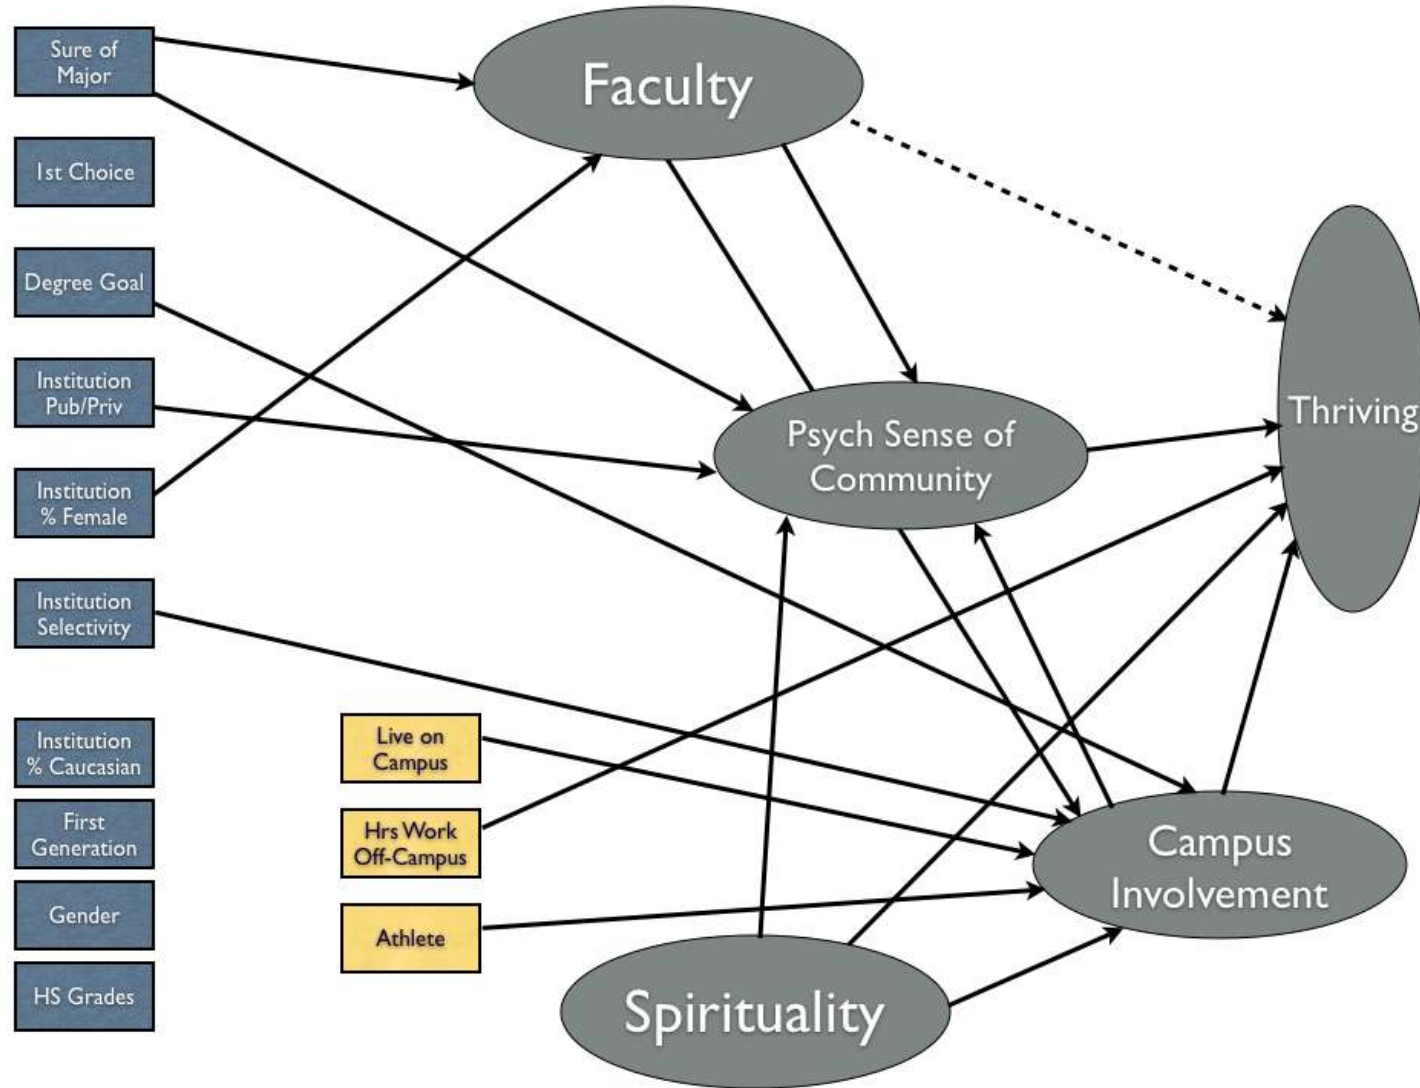 Sure of
Major
Faculty
1st Choice
Degree Goal
Institution
Pub/Priv
Thriving
Psych Sense of
Community
Institution
% Female
Institution
Selectivity
Institution
% Caucasian
Live on
Campus
First
Generation
Hrs Work
Off-Campus
Campus
Involvement
Gender
Athlete
HS Grades
Spirituality